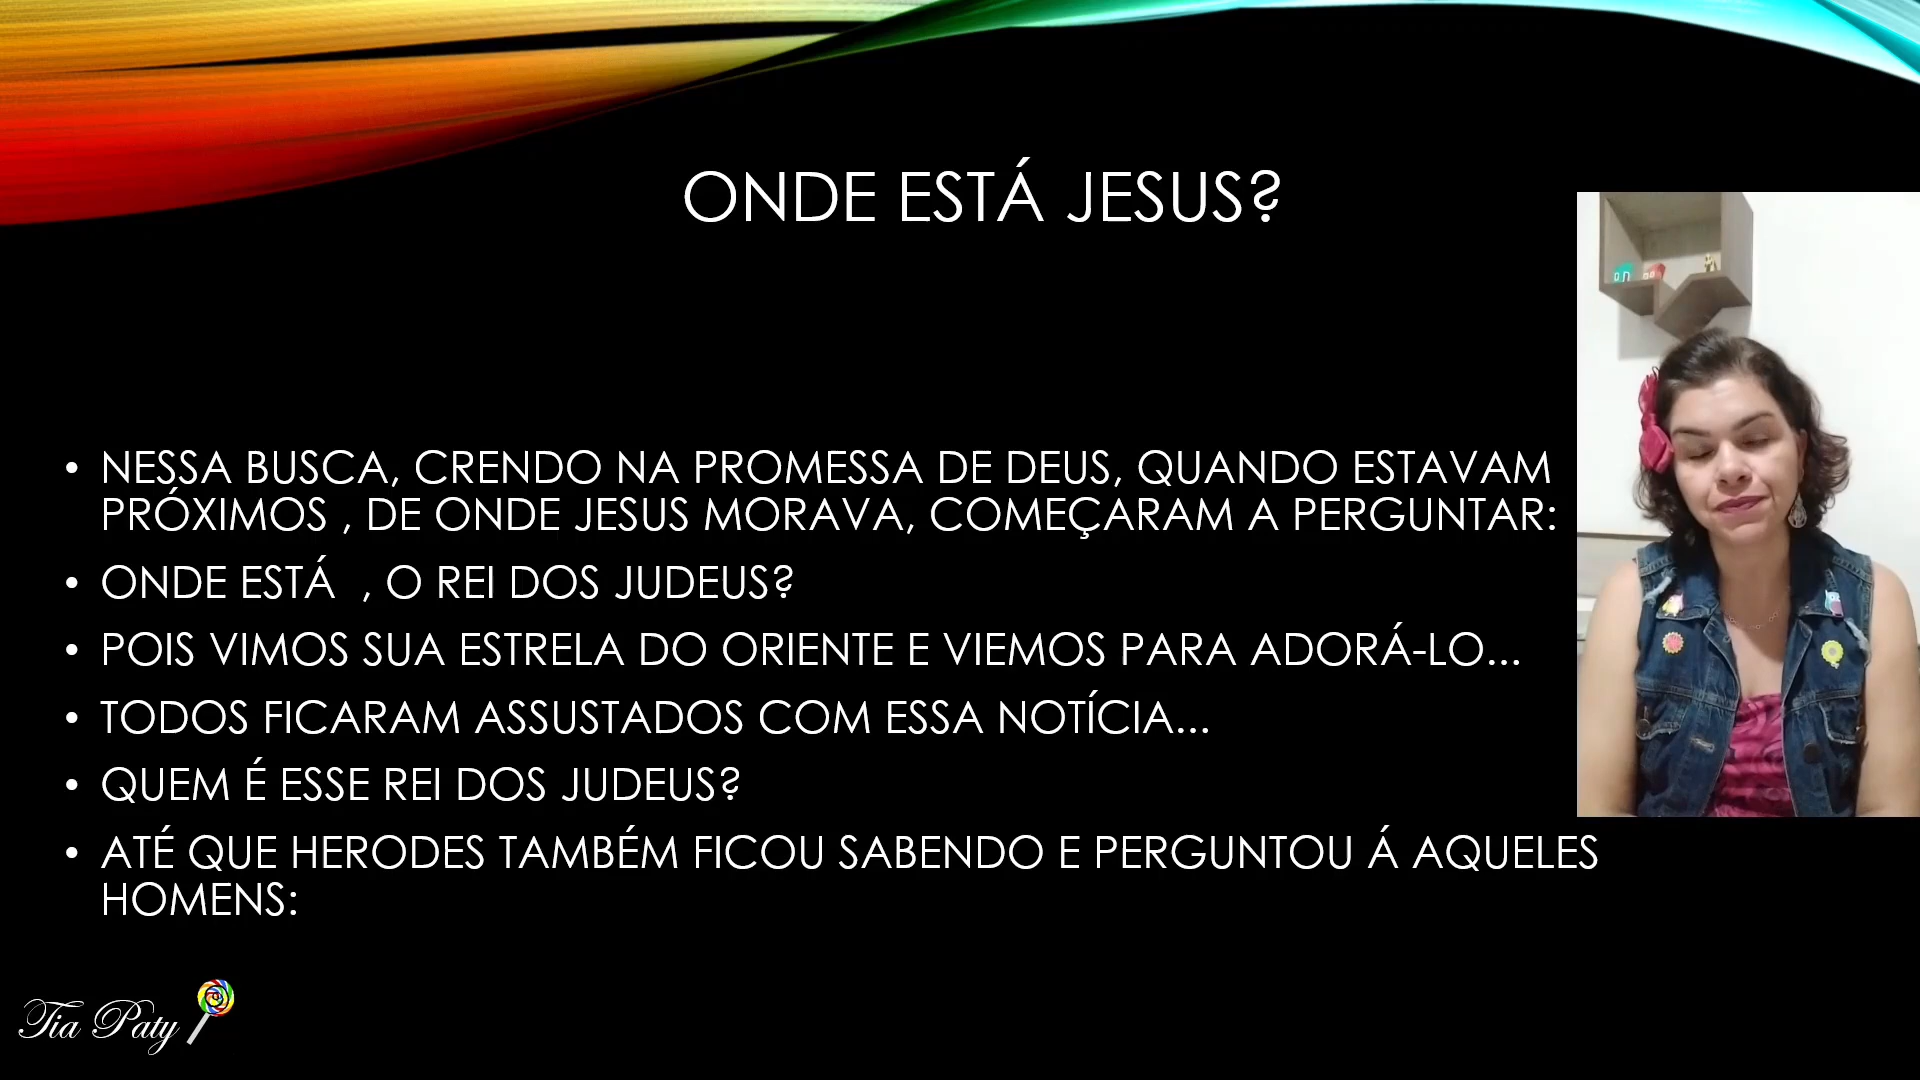 ONDE ESTÁ JESUS?
• NESSA BUSCA, CRENDO NA PROMESSA DE DEUS, QUANDO ESTAVAM
PRÓXIMOS , DE ONDE JESUS MORAVA, COMEÇARAM A PERGUNTAR:
• ONDE ESTÁ  , O REI DOS JUDEUS?
• POIS VIMOS SUA ESTRELA DO ORIENTE E VIEMOS PARA ADORÁ-LO...
• TODOS FICARAM ASSUSTADOS COM ESSA NOTÍCIA...
• QUEM É ESSE REI DOS JUDEUS?
• ATÉ QUE HERODES TAMBÉM FICOU SABENDO E PERGUNTOU Á AQUELES
HOMENS:
Tia Paty